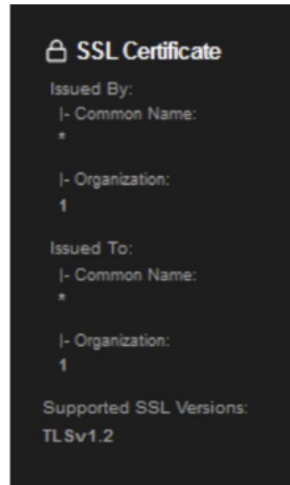 SSL Certificate
Issued By:
|- Common Name:
*
|- Organization:
1
Issued To:
|- Common Name:
*
|- Organization:
1
Supported SSL Versions:
TLSv1.2